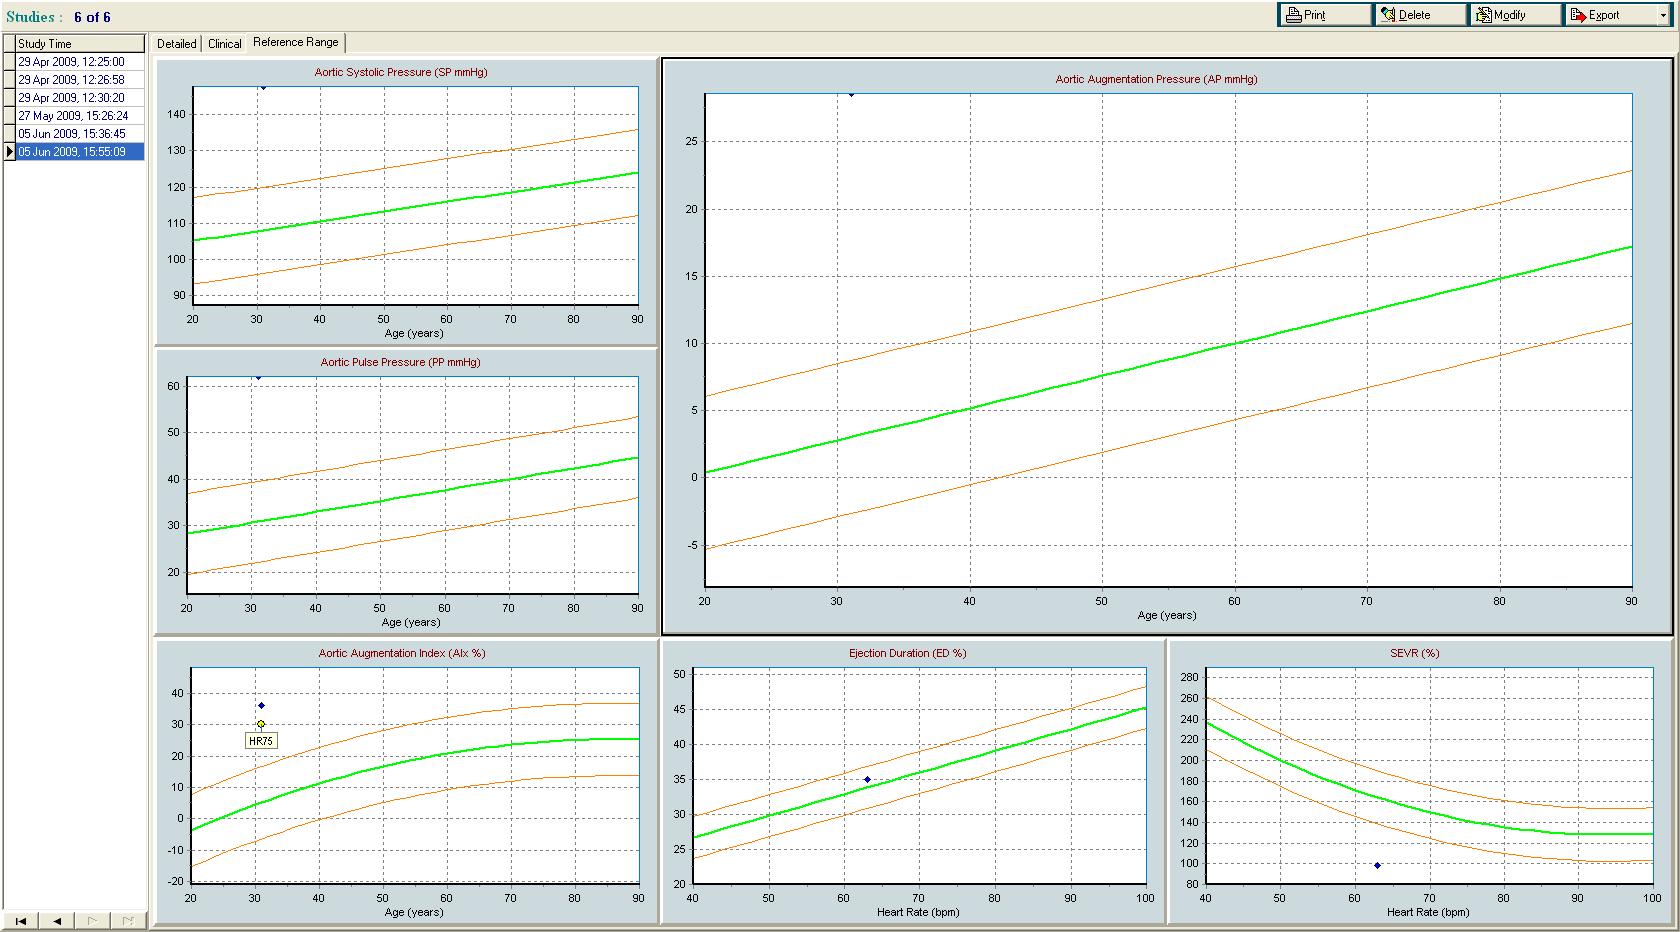 Studies : 6 of 6
Print
Delete
Modify
Export
Study Time
29 Apr 2009, 12:25:00
29 Apr 2009, 12:26:58
29 Apr 2009, 12:30:20
27 May 2009, 15:26:24
05 Jun 2009, 15:36:45
05 Jun 2009, 15:55:09
Detailed
Clinical
Reference Range
Aortic Systolic Pressure (SP mmHg)
140
130
120
110
100
90
20 30 40 50 60 70 80 90
Age (years)
Aortic Augmentation Pressure (AP mmHg)
25
20
15
10
5
0
-5
20 30 40 50 60 70 80 90
Age (years)
Aortic Pulse Pressure (PP mmHg)
60
50
40
30
20
20 30 40 50 60 70 80 90
Age (years)
Aortic Augmentation Index (AIx %)
40
30
20
10
0
-10
-20
HR75
20 30 40 50 60 70 80 90
Age (years)
Ejection Duration (ED %)
50
45
40
35
30
25
20
40 50 60 70 80 90 100
Heart Rate (bpm)
SEVR (%)
280
260
240
220
200
180
160
140
120
100
80
40 50 60 70 80 90 100
Heart Rate (bpm)